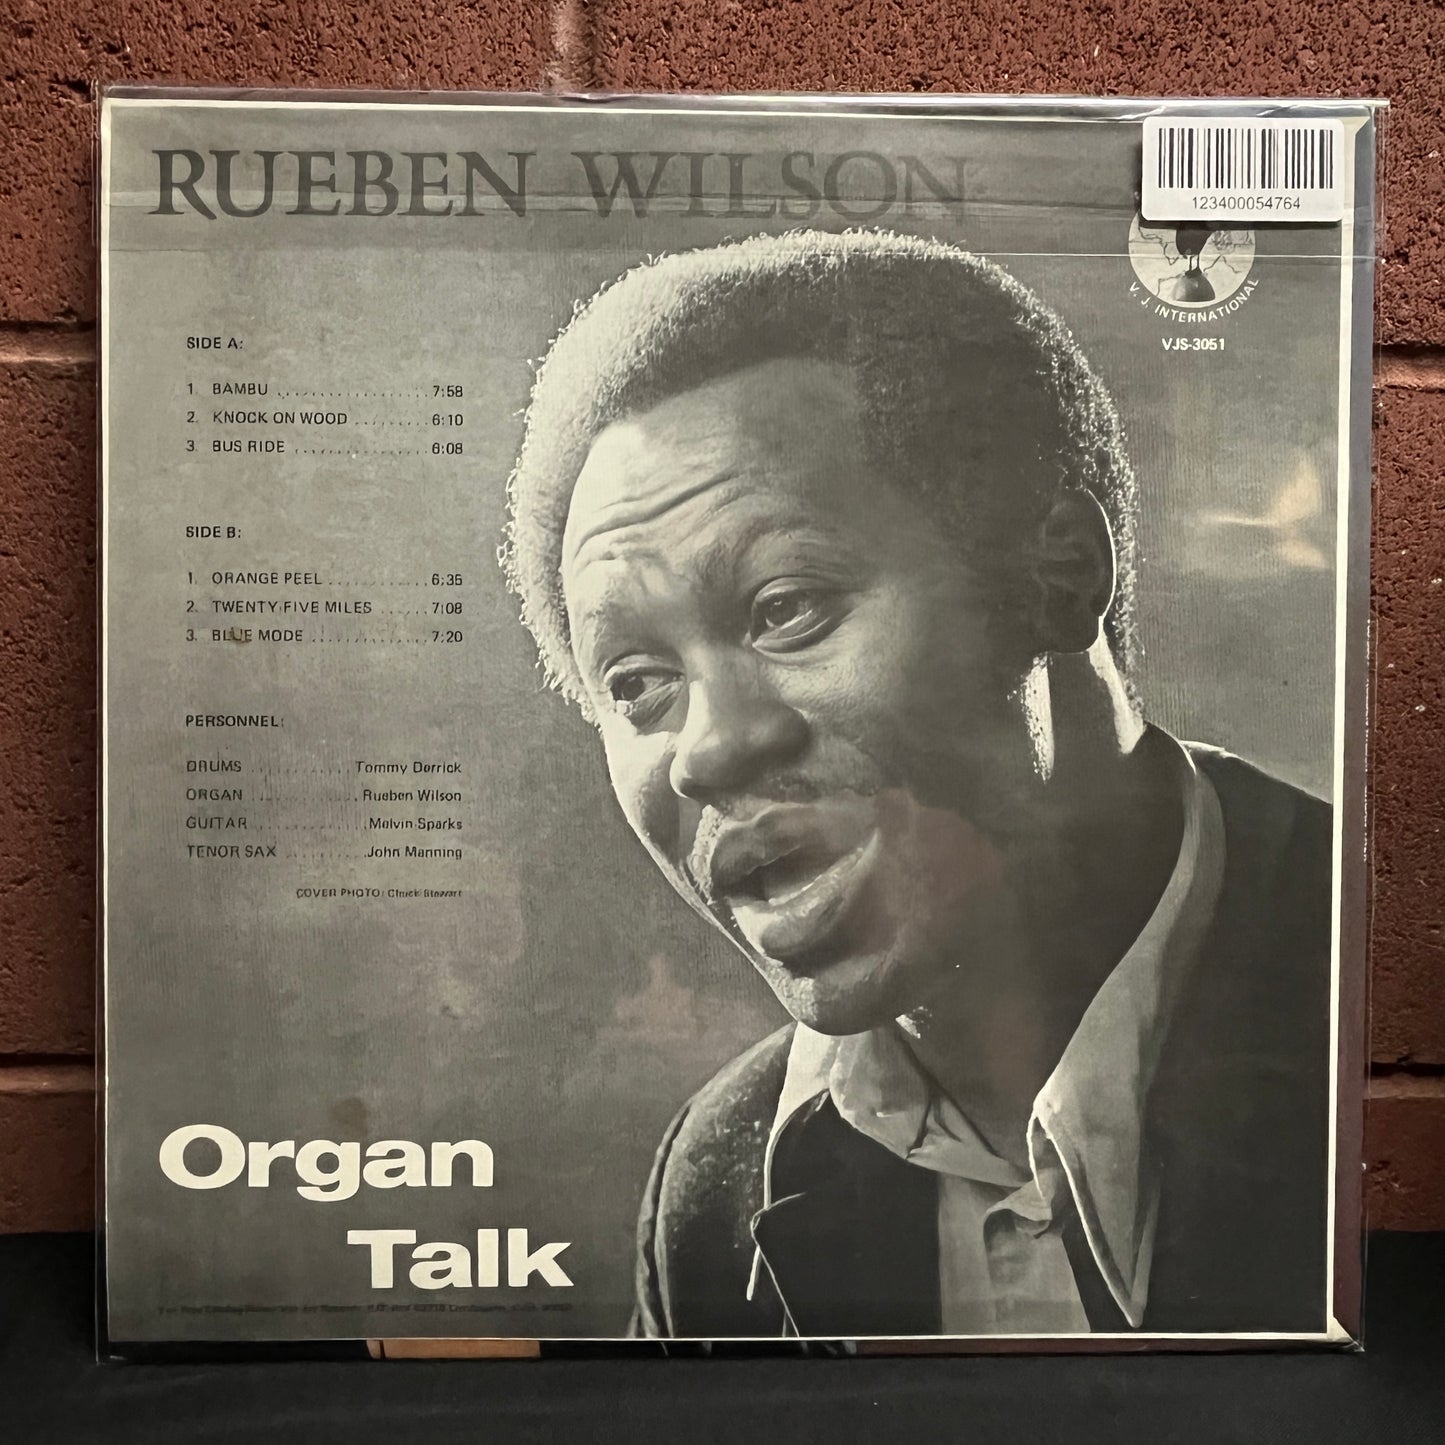 RUEBEN WILSON
123400054764
V. J. INTERNATIONAL
VJS-3051
SIDE A:
1. BAMBU ................... 7:58
2. KNOCK ON WOOD ......... 6:10
3. BUS RIDE ................. 6:08
SIDE B:
1. ORANGE PEEL ............ 6:35
2. TWENTY FIVE MILES ...... 7:08
3. BLUE MODE .............. 7:20
PERSONNEL:
DRUMS ............ Tommy Derrick
ORGAN ............. Rueben Wilson
GUITAR ............. Melvin Sparks
TENOR SAX .......... John Manning
COVER PHOTO: Chuck Stewart
Organ
Talk